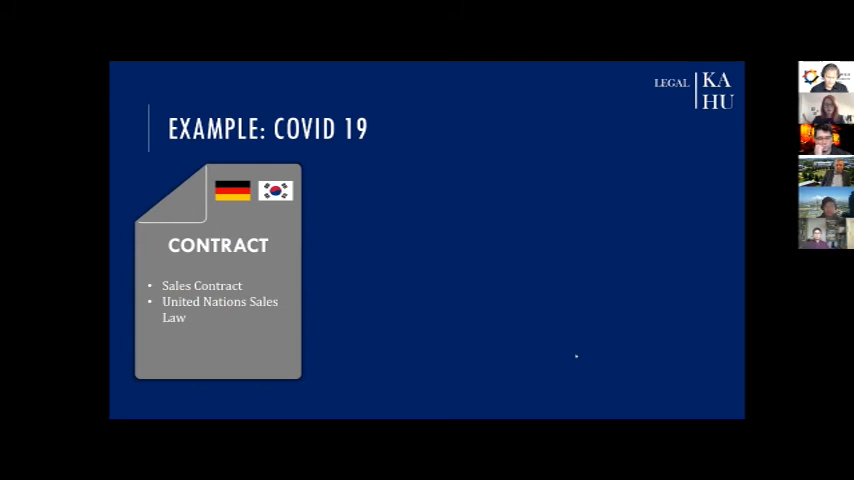 LEGAL
KA
HU
EXAMPLE: COVID 19
CONTRACT
• Sales Contract
• United Nations Sales
Law